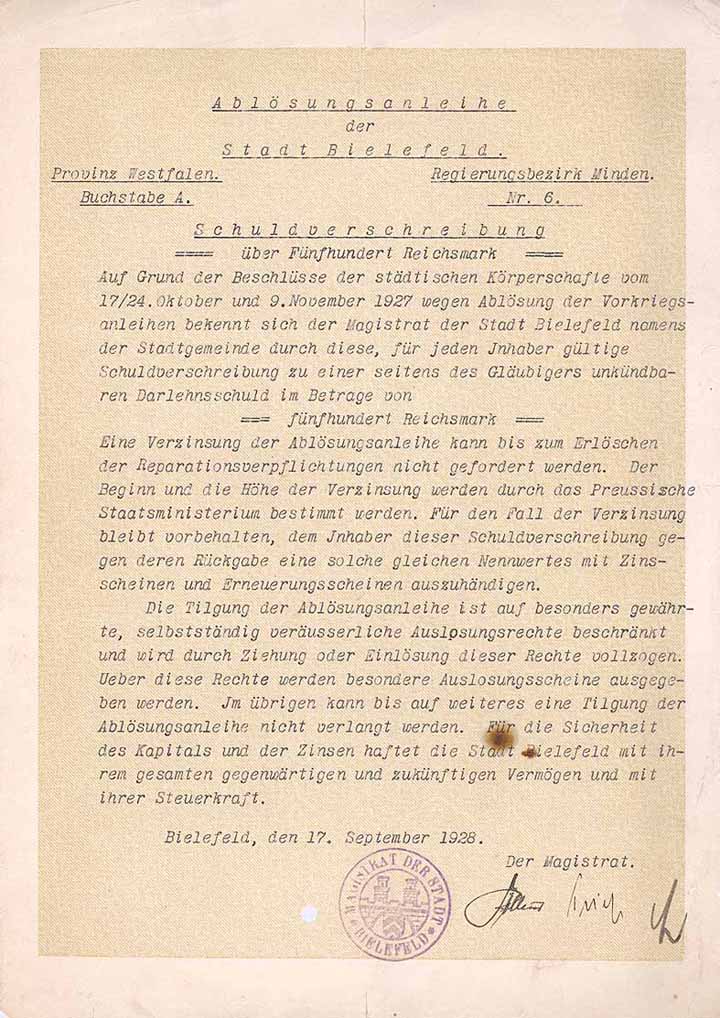 Ablösungsanleihe
der
Stadt Bielefeld.
Provinz Westfalen. Regierungsbezirk Minden.
Buchstabe A. Nr. 6.
Schuldverschreibung
==== über Fünfhundert Reichsmark ====
Auf Grund der Beschlüsse der städtischen Körperschafte vom
17/24.Oktober und 9.November 1927 wegen Ablösung der Vorkriegs-
anleihen bekennt sich der Magistrat der Stadt Bielefeld namens
der Stadtgemeinde durch diese, für jeden Jnhaber gültige
Schuldverschreibung zu einer seitens des Gläubigers unkündba-
ren Darlehnsschuld im Betrage von
=== fünfhundert Reichsmark ===
Eine Verzinsung der Ablösungsanleihe kann bis zum Erlöschen
der Reparationsverpflichtungen nicht gefordert werden. Der
Beginn und die Höhe der Verzinsung werden durch das Preussische
Staatsministerium bestimmt werden. Für den Fall der Verzinsung
bleibt vorbehalten, dem Jnhaber dieser Schuldverschreibung ge-
gen deren Rückgabe eine solche gleichen Nennwertes mit Zins-
scheinen und Erneuerungsscheinen auszuhändigen.
Die Tilgung der Ablösungsanleihe ist auf besonders gewähr-
te, selbstständig veräusserliche Auslosungsrechte beschränkt
und wird durch Ziehung oder Einlösung dieser Rechte vollzogen.
Ueber diese Rechte werden besondere Auslosungsscheine ausgege-
ben werden. Jm übrigen kann bis auf weiteres eine Tilgung der
Ablösungsanleihe nicht verlangt werden. Für die Sicherheit
des Kapitals und der Zinsen haftet die Stadt Bielefeld mit ih-
rem gesamten gegenwärtigen und zukünftigen Vermögen und mit
ihrer Steuerkraft.
Bielefeld, den 17. September 1928.
Der Magistrat.
MAGISTRAT DER STADT
BIELEFELD